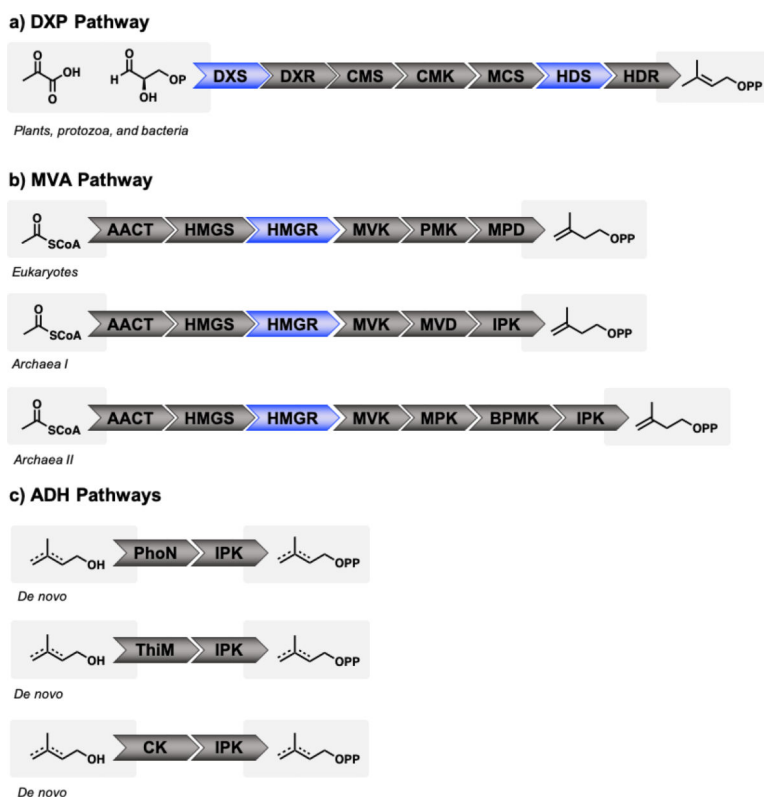 a) DXP Pathway
O
OH
O
O
H
OP
OH
DXS DXR CMS CMK MCS HDS HDR
OPP
Plants, protozoa, and bacteria
b) MVA Pathway
O
SCoA
AACT HMGS HMGR MVK PMK MPD
OPP
Eukaryotes
O
SCoA
AACT HMGS HMGR MVK MVD IPK
OPP
Archaea I
O
SCoA
AACT HMGS HMGR MVK MPK BPMK IPK
OPP
Archaea II
c) ADH Pathways
OH PhoN IPK OPP
De novo
OH ThiM IPK OPP
De novo
OH CK IPK OPP
De novo